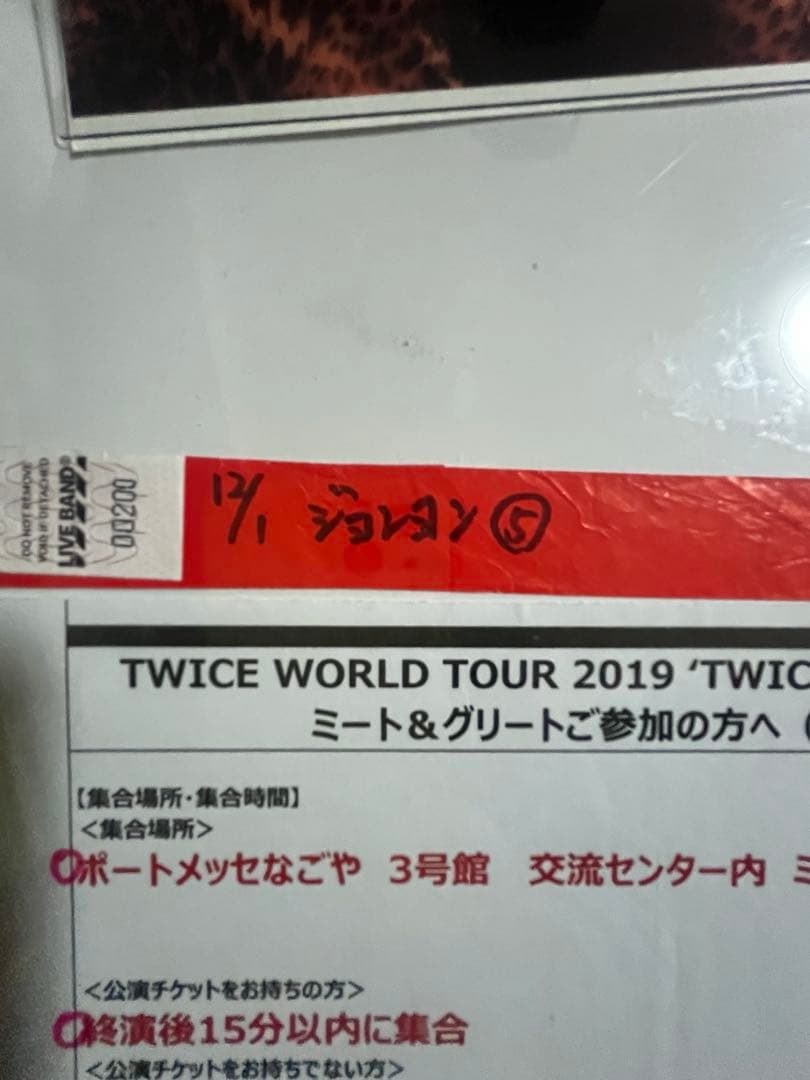 DO NOT REMOVE
VOID IF DETACHED
LIVE BAND®
00200
12/1 ジョンヨン⑤
TWICE WORLD TOUR 2019 ‘TWIC
ミート＆グリートご参加の方へ（
【集合場所・集合時間】
＜集合場所＞
ポートメッセなごや 3号館 交流センター内 ミ
＜公演チケットをお持ちの方＞
終演後15分以内に集合
＜公演チケットをお持ちでない方＞